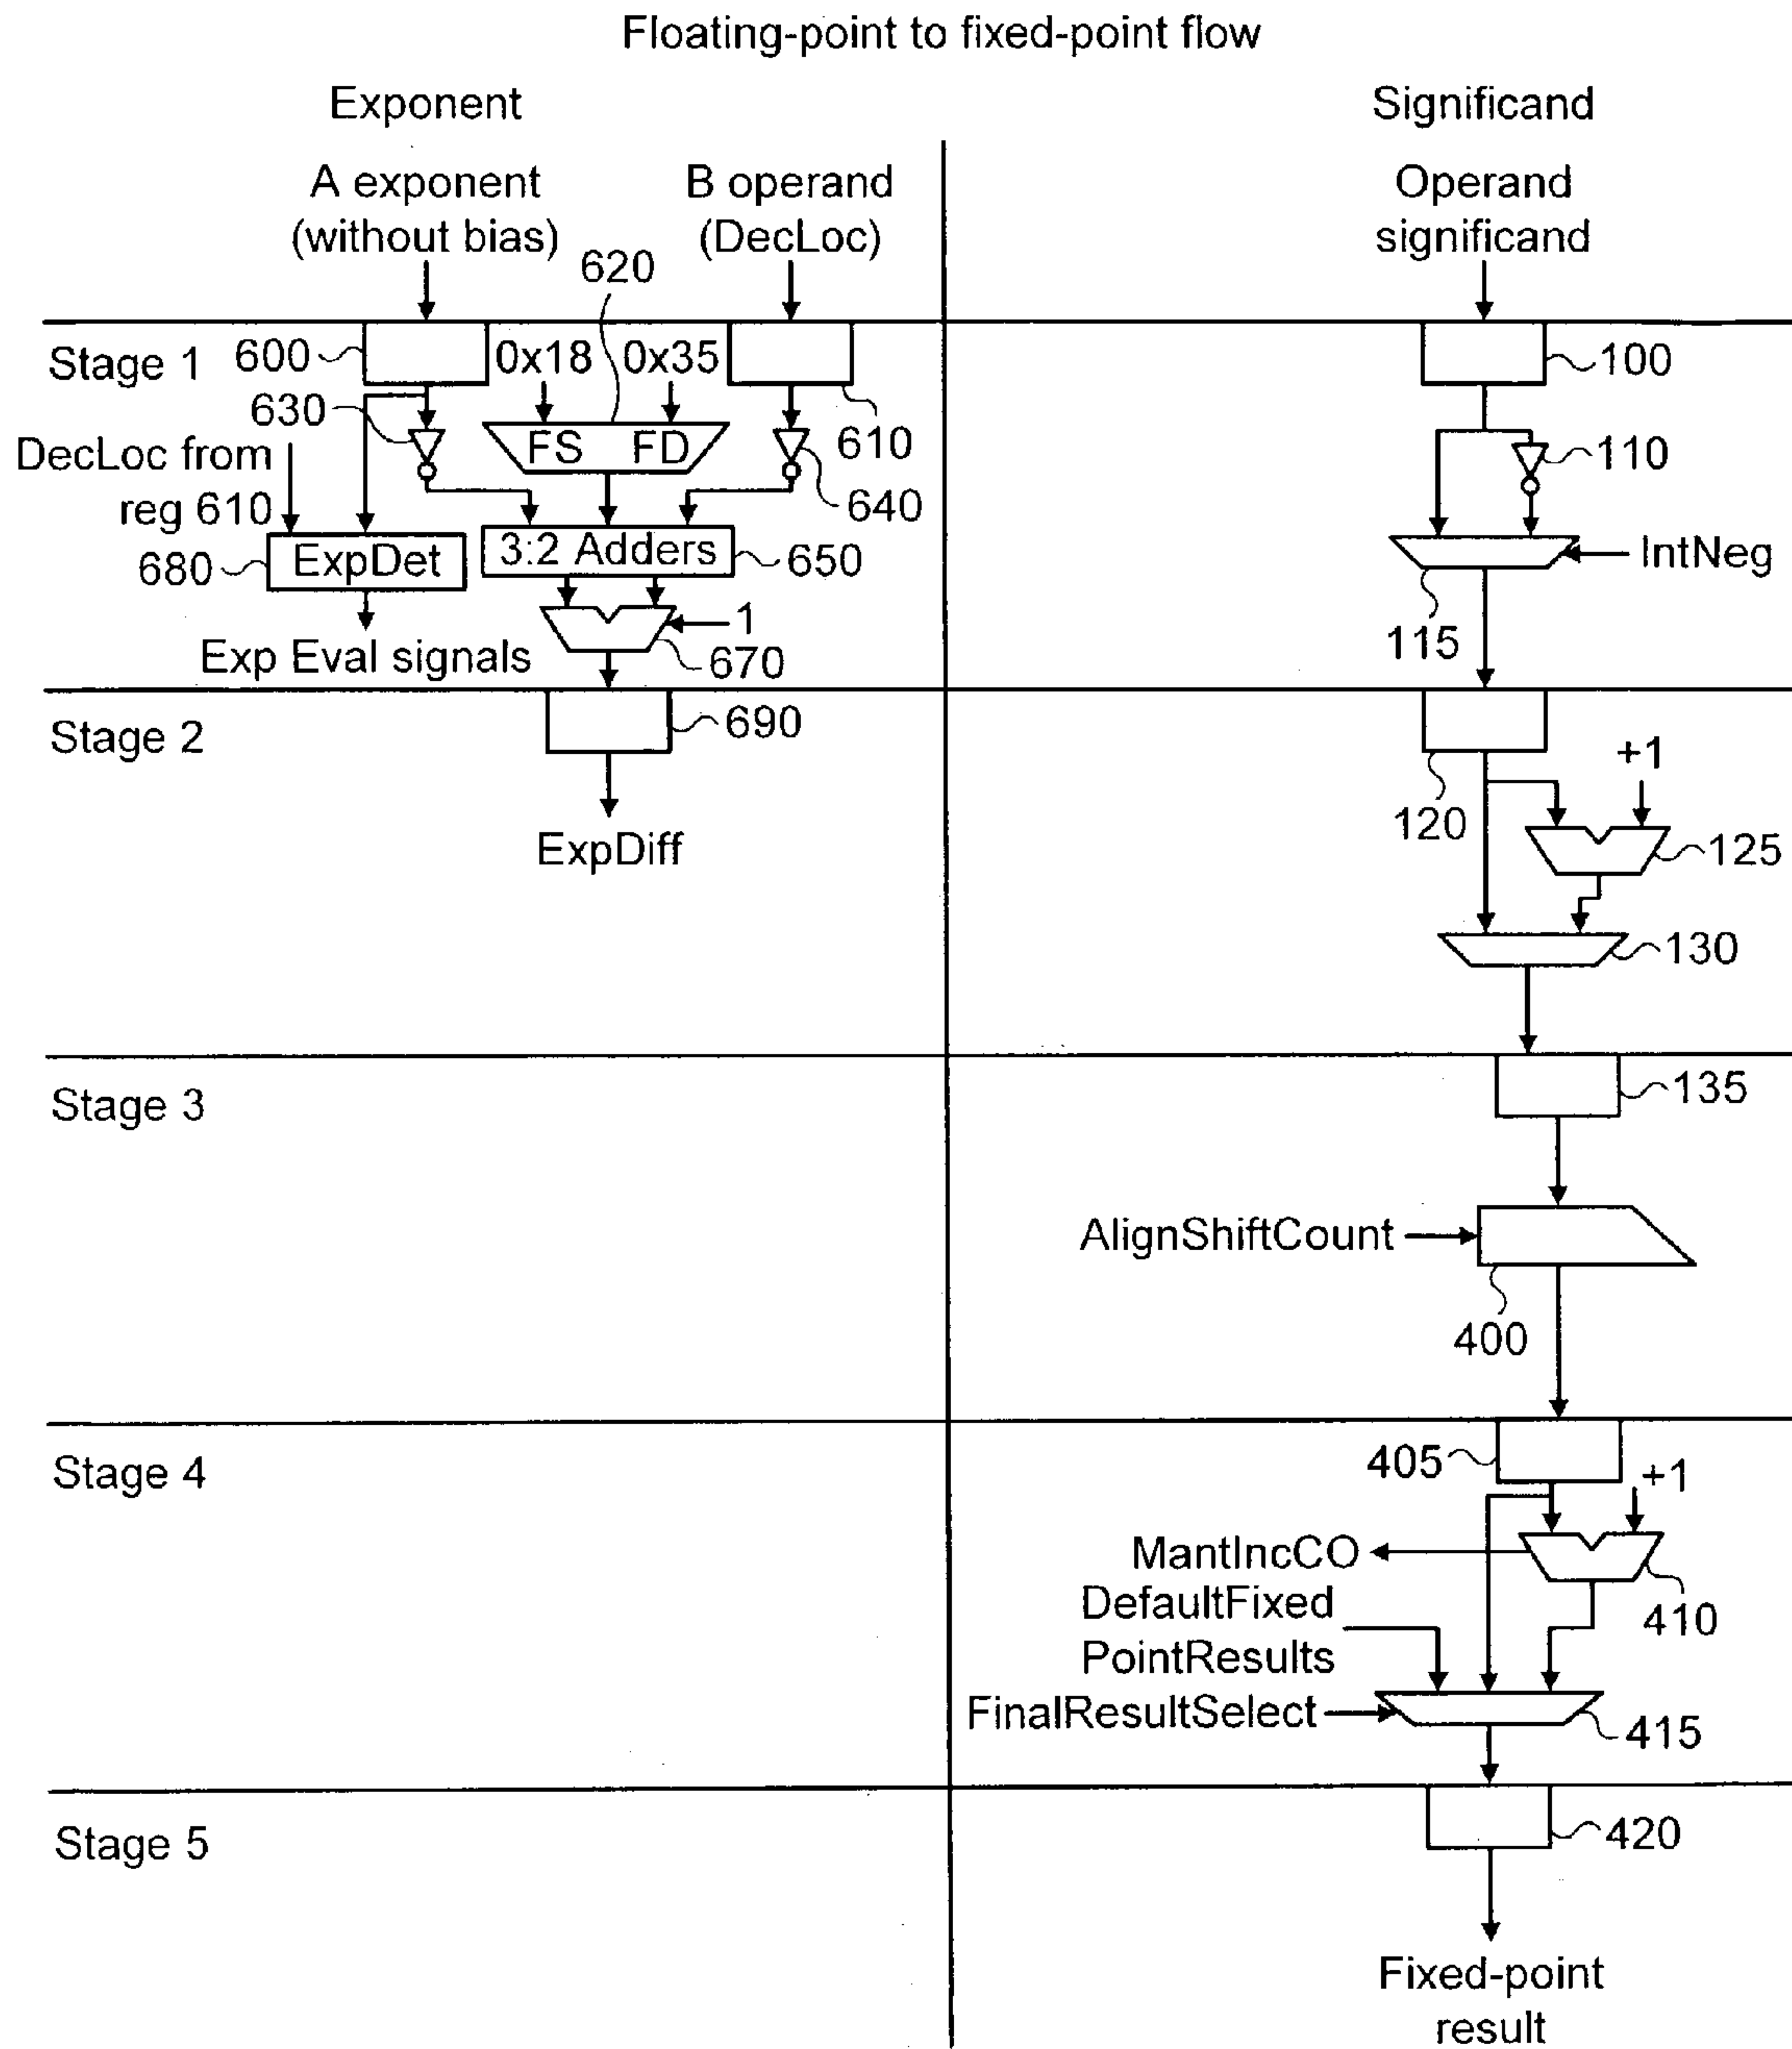 Floating-point to fixed-point flow
Exponent
Significand
A exponent
(without bias)
B operand
(DecLoc)
Operand
significand
620
Stage 1
600
0x18
0x35
100
630
FS
FD
610
110
DecLoc from
reg 610
640
680
ExpDet
3:2 Adders
650
IntNeg
1
115
Exp Eval signals
670
Stage 2
690
+1
120
125
ExpDiff
130
Stage 3
135
AlignShiftCount
400
Stage 4
405
+1
MantIncCO
410
DefaultFixed
PointResults
FinalResultSelect
415
Stage 5
420
Fixed-point
result